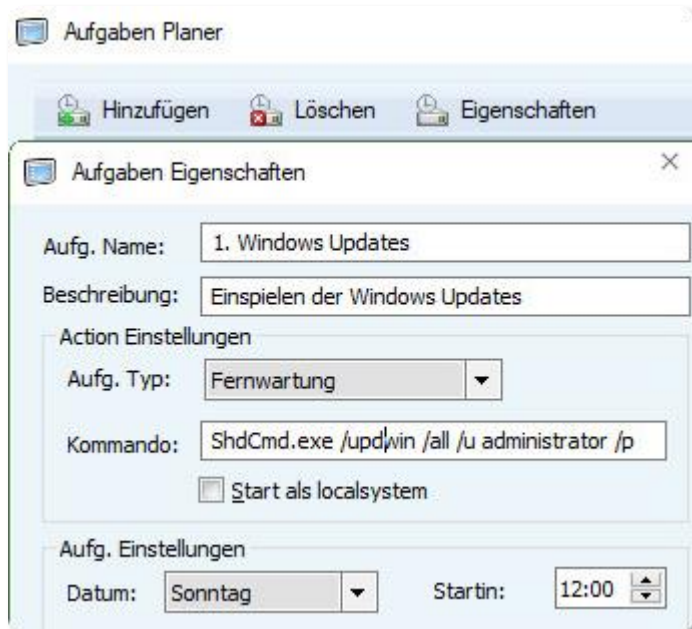 Aufgaben Planer
Hinzufügen Löschen Eigenschaften
Aufgaben Eigenschaften
Aufg. Name: 1. Windows Updates
Beschreibung: Einspielen der Windows Updates
Action Einstellungen
Aufg. Typ: Fernwartung
Kommando: ShdCmd.exe /updwin /all /u administrator /p
Start als localsystem
Aufg. Einstellungen
Datum: Sonntag Startin: 12:00